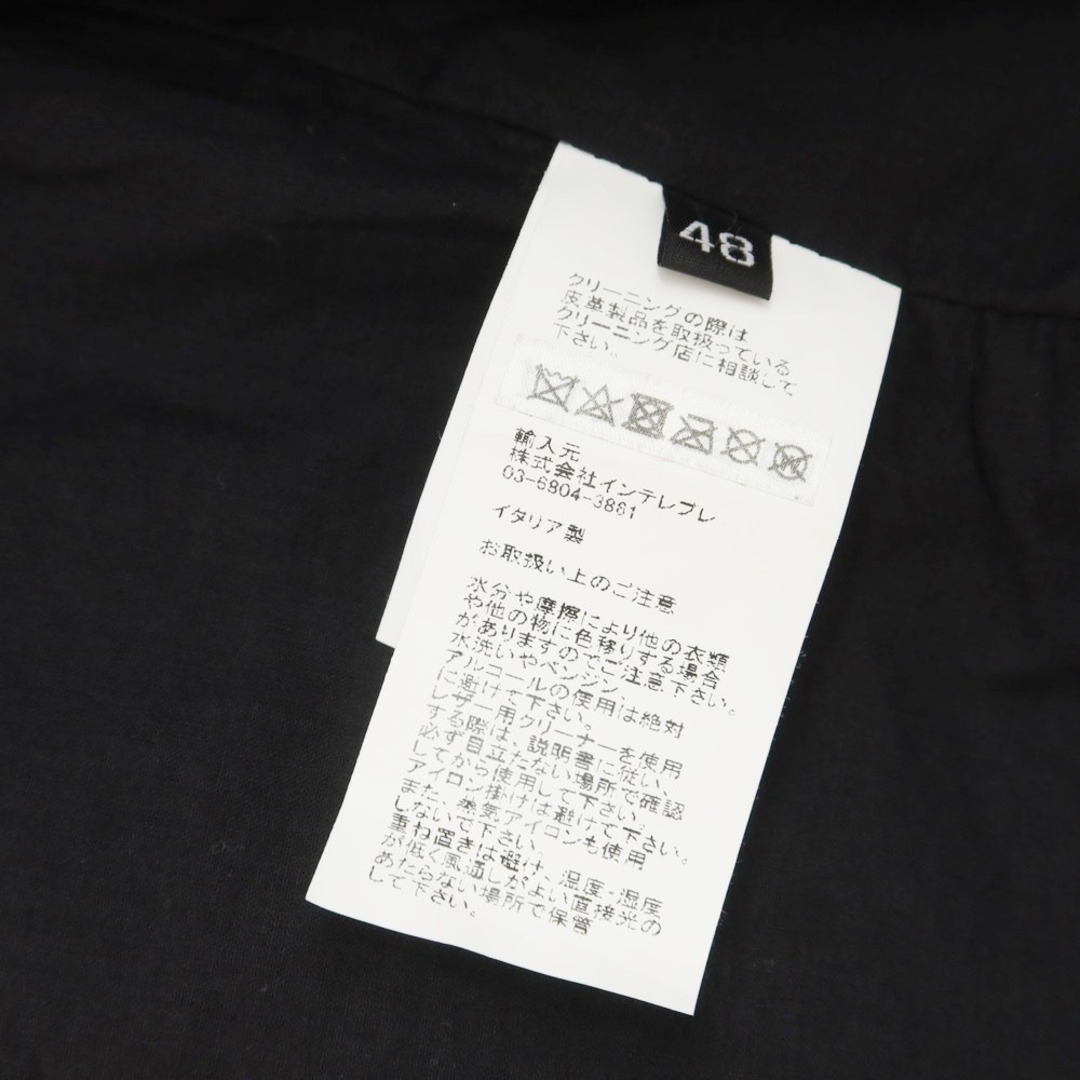 48
クリーニングの際は
皮革製品を取扱っている
クリーニング店に相談して
下さい。
輸入元
株式会社インテレプレ
03-6804-3861
イタリア製
お取扱い上のご注意
水分や摩擦により他の衣類
や他の物に色移りする場合
がありますのでご注意下さい。
水洗いやベンジン、
アルコールの使用は絶対
に避けて下さい。
レザー用クリーナーを使用
する際は、説明書に従い、
必ず目立たない場所で確認
してから使用して下さい。
アイロン掛けは避けて下さい。
また、蒸気アイロンも使用
しないで下さい。
重ね置きは避け、温度・湿度
が低く風通しがよい直接光の
あたらない場所で保管
して下さい。